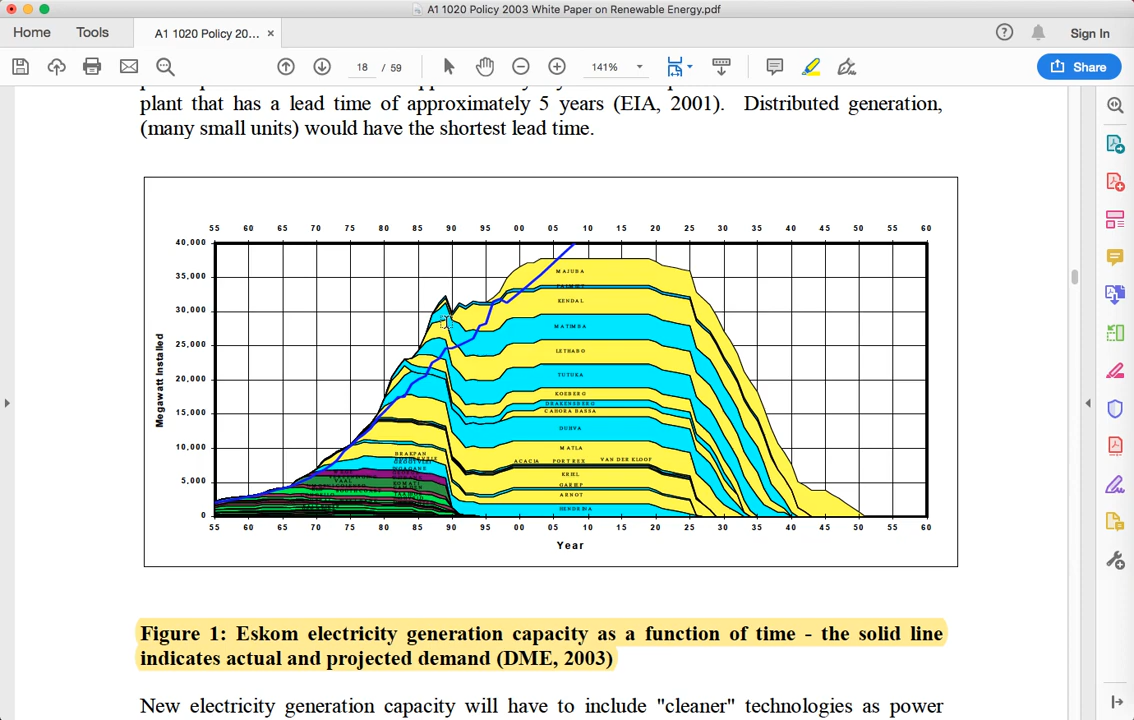 A1 1020 Policy 2003 White Paper on Renewable Energy.pdf
Home Tools A1 1020 Policy 20... × Sign In
18 / 59 141% Share
plant that has a lead time of approximately 5 years (EIA, 2001). Distributed generation,
(many small units) would have the shortest lead time.
55 60 65 70 75 80 85 90 95 00 05 10 15 20 25 30 35 40 45 50 55 60
40,000
35,000
30,000
25,000
20,000
15,000
10,000
5,000
0
Megawatt Installed
MAJUBA
KENDAL
MATIMBA
LETHABO
TUTUKA
KOEBERG
DRAKENSBERG
CAHORA BASSA
DUHVA
MATLA
BRAKPAN
ACACIA PORT REX VAN DER KLOOF
KRIEL
GARIEP
ARNOT
HENDRINA
VAAL
KOMATI
55 60 65 70 75 80 85 90 95 00 05 10 15 20 25 30 35 40 45 50 55 60
Year
Figure 1: Eskom electricity generation capacity as a function of time - the solid line
indicates actual and projected demand (DME, 2003)
New electricity generation capacity will have to include "cleaner" technologies as power